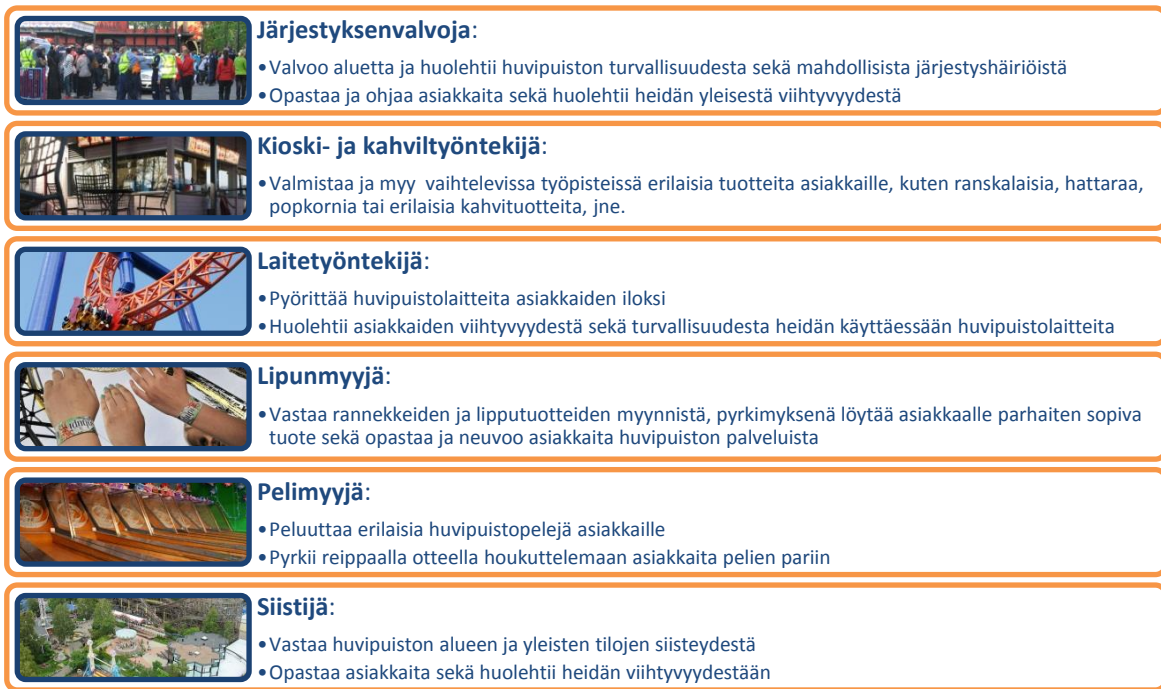 Järjestyksenvalvoja:
•Valvoo aluetta ja huolehtii huvipuiston turvallisuudesta sekä mahdollisista järjestyshäiriöistä
•Opastaa ja ohjaa asiakkaita sekä huolehtii heidän yleisestä viihtyvyydestä
Kioski- ja kahviltyöntekijä:
•Valmistaa ja myy vaihtelevissa työpisteissä erilaisia tuotteita asiakkaille, kuten ranskalaisia, hattaraa,
popkornia tai erilaisia kahvituotteita, jne.
Laitetyöntekijä:
•Pyörittää huvipuistolaitteita asiakkaiden iloksi
•Huolehtii asiakkaiden viihtyvyydestä sekä turvallisuudesta heidän käyttäessään huvipuistolaitteita
Lipunmyyjä:
•Vastaa rannekkeiden ja lipputuotteiden myynnistä, pyrkimyksenä löytää asiakkaalle parhaiten sopiva
tuote sekä opastaa ja neuvoo asiakkaita huvipuiston palveluista
Pelimyyjä:
•Peluuttaa erilaisia huvipuistopelejä asiakkaille
•Pyrkii reippaalla otteella houkuttelemaan asiakkaita pelien pariin
Siistijä:
•Vastaa huvipuiston alueen ja yleisten tilojen siisteydestä
•Opastaa asiakkaita sekä huolehtii heidän viihtyvyydestään